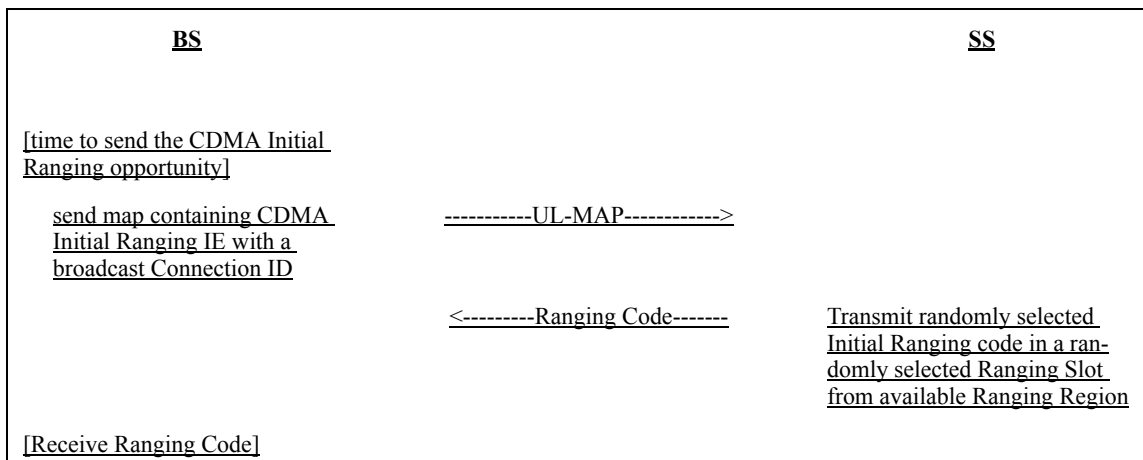 BS SS
[time to send the CDMA Initial
Ranging opportunity]
send map containing CDMA -----------UL-MAP------------>
Initial Ranging IE with a
broadcast Connection ID
<---------Ranging Code------- Transmit randomly selected
Initial Ranging code in a ran-
domly selected Ranging Slot
from available Ranging Region
[Receive Ranging Code]